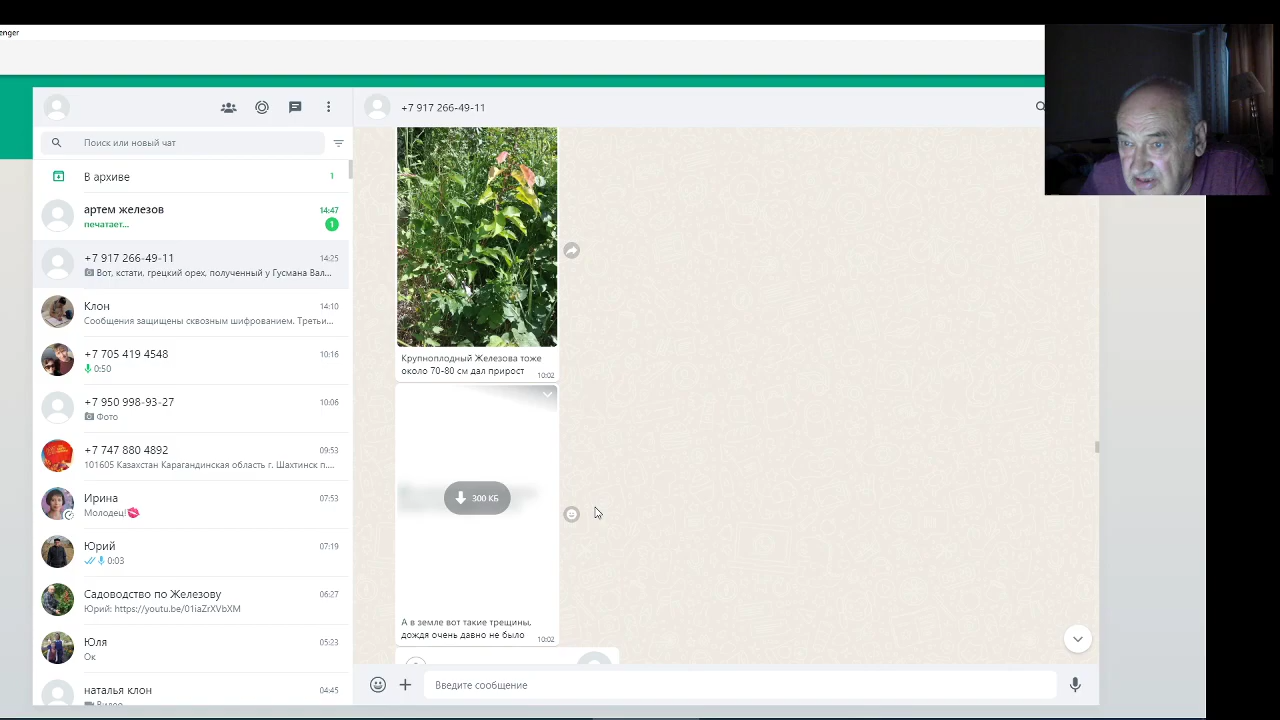 enger
+7 917 266-49-11
Поиск или новый чат
В архиве
1
артем железов
14:47
печатает...
1
+7 917 266-49-11
14:25
Вот, кстати, грецкий орех, полученный у Гусмана Вал...
Клон
14:10
Сообщения защищены сквозным шифрованием. Третьи...
+7 705 419 4548
10:16
0:50
+7 950 998-93-27
10:06
Фото
+7 747 880 4892
09:53
101605 Казахстан Карагандинская область г. Шахтинск п....
Ирина
07:53
Молодец!💋
Юрий
07:19
0:03
Садоводство по Железову
06:27
Юрий: https://youtu.be/01iaZrXVbXM
Юля
05:23
Ок
наталья клон
04:45
Видео
Крупноплодный Железова тоже
около 70-80 см дал прирост
10:02
300 КБ
А в земле вот такие трещины,
дождя очень давно не было
10:02
Введите сообщение